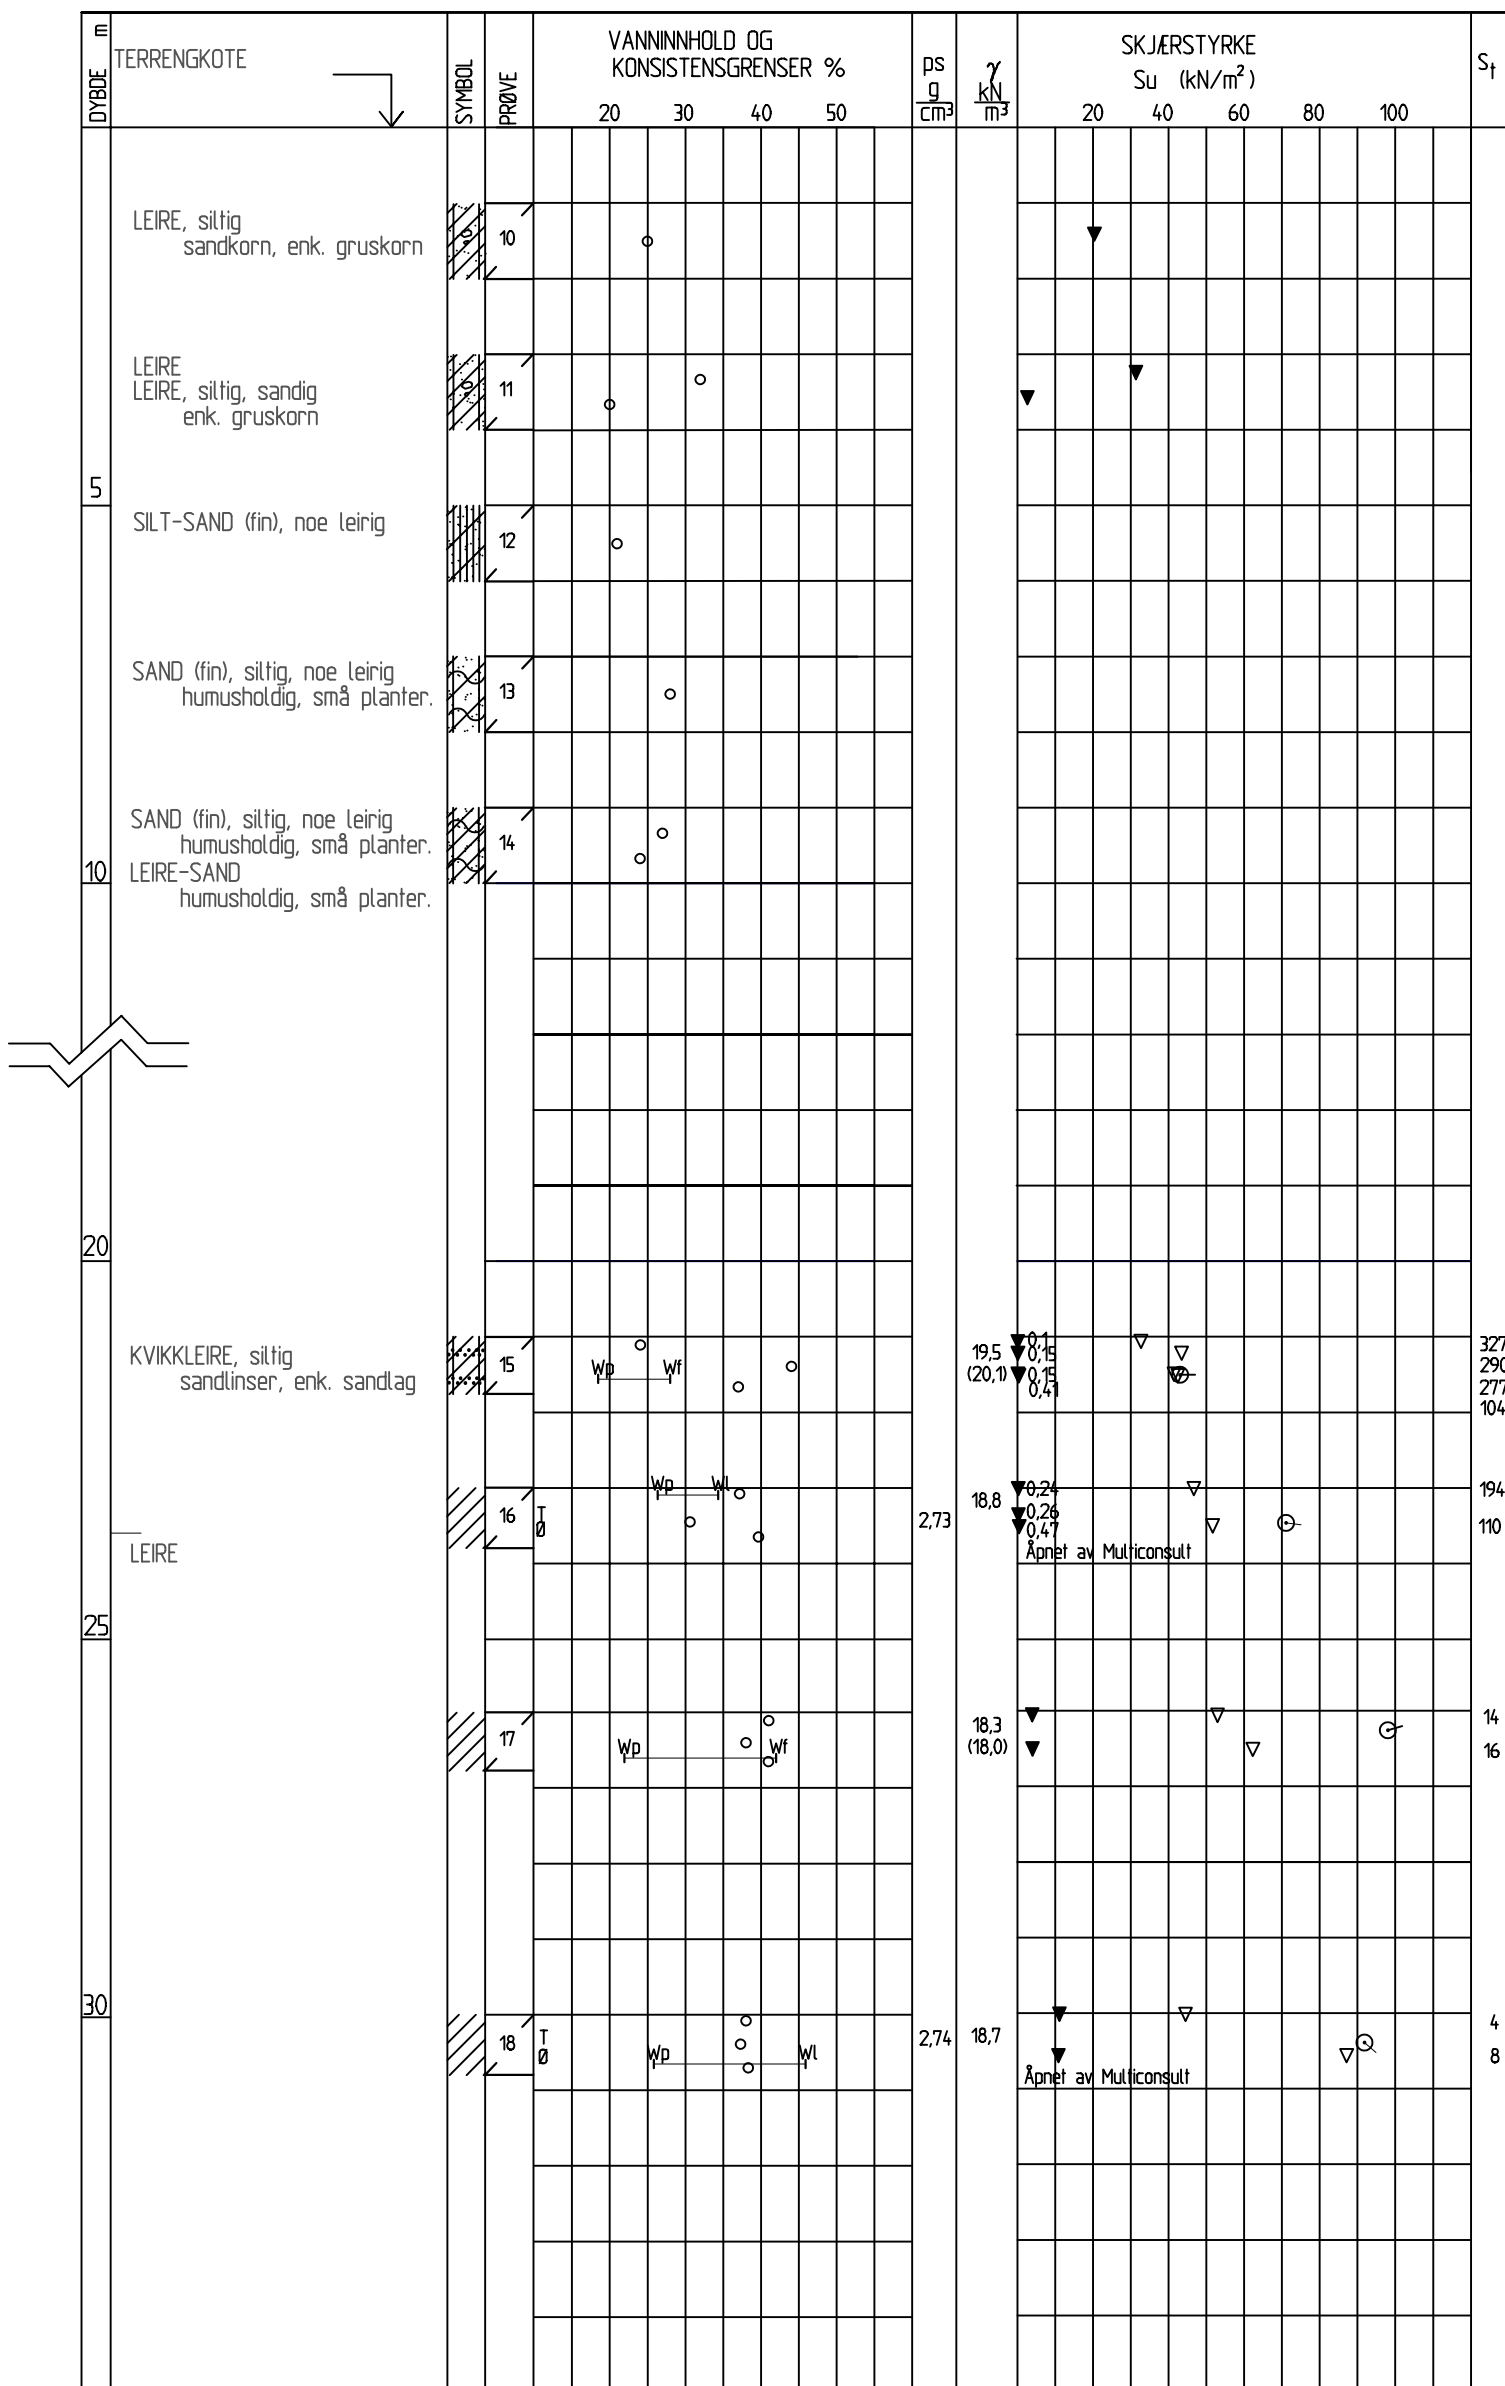 DYBDE m
TERRENGKOTE
SYMBOL
PRØVE
VANNINNHOLD OG
KONSISTENSGRENSER %
20 30 40 50
ps
g
cm³
γ
kN
m³
SKJÆRSTYRKE
Su (kN/m²)
20 40 60 80 100
St
LEIRE, siltig
sandkorn, enk. gruskorn
10
LEIRE
LEIRE, siltig, sandig
enk. gruskorn
11
5
SILT-SAND (fin), noe leirig
12
SAND (fin), siltig, noe leirig
humusholdig, små planter.
13
SAND (fin), siltig, noe leirig
humusholdig, små planter.
14
10
LEIRE-SAND
humusholdig, små planter.
20
KVIKKLEIRE, siltig
sandlinser, enk. sandlag
15
Wp Wf
19,5
(20,1)
0,1
0,15
0,15
0,41
327
290
277
104
Wp Wl
16
T
Ø
2,73
18,8
0,24
0,26
0,47
Åpnet av Multiconsult
194
110
LEIRE
25
17
Wp Wf
18,3
(18,0)
14
16
30
18
T
Ø
Wp Wl
2,74
18,7
Åpnet av Multiconsult
4
8